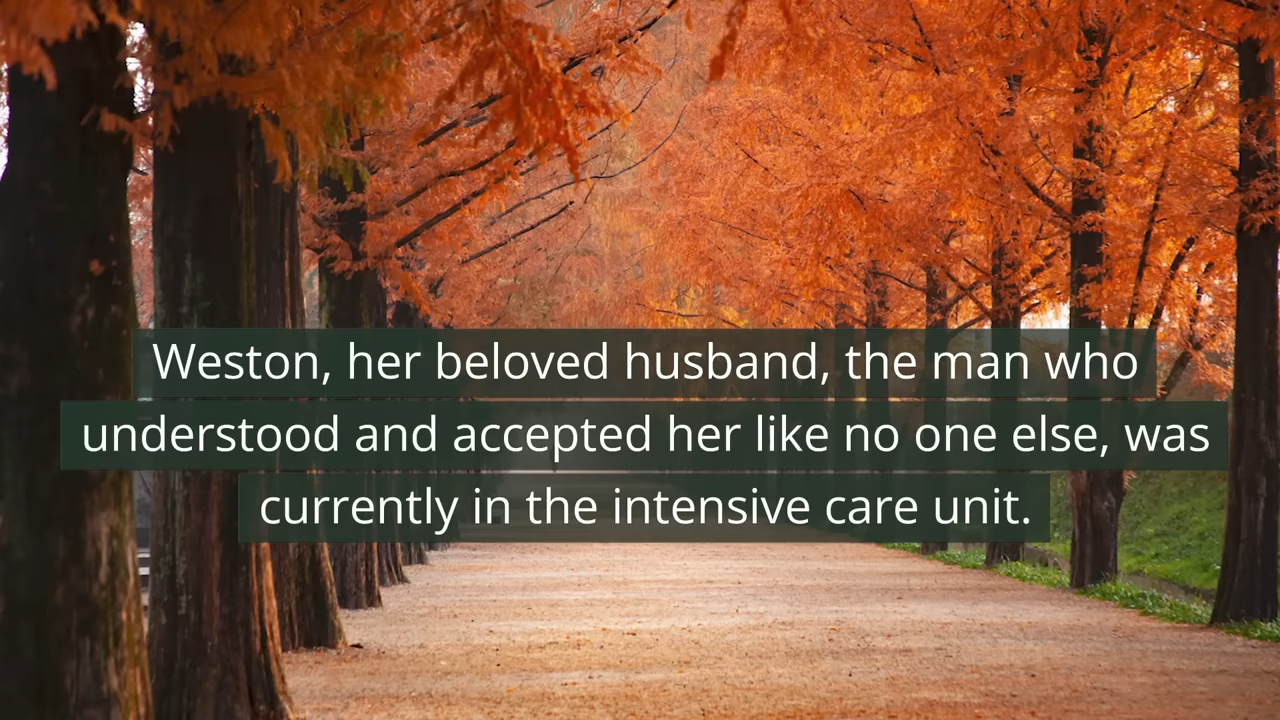 Weston, her beloved husband, the man who
understood and accepted her like no one else, was
currently in the intensive care unit.